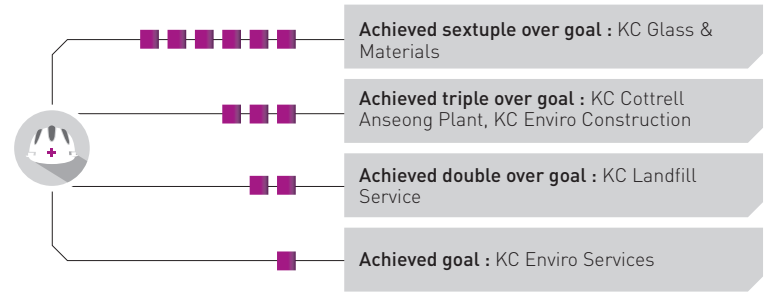 Achieved sextuple over goal : KC Glass &
Materials
Achieved triple over goal : KC Cottrell
Anseong Plant, KC Enviro Construction
Achieved double over goal : KC Landfill
Service
Achieved goal : KC Enviro Services